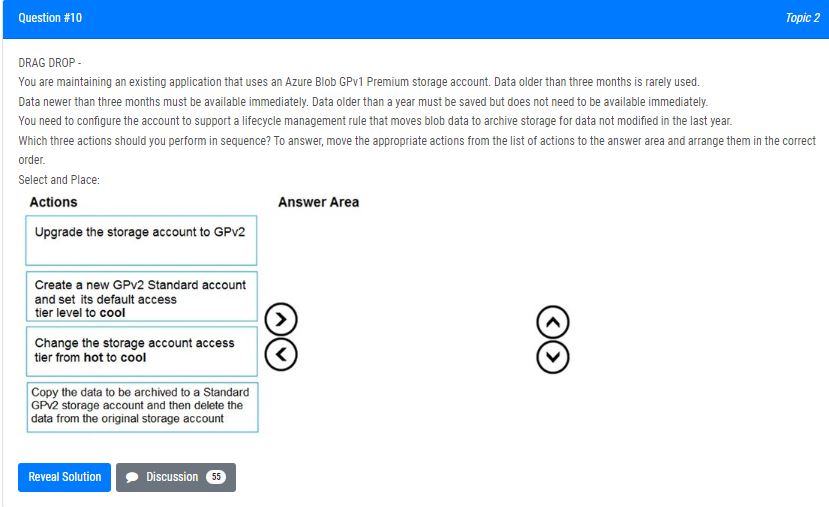 Question #10
Topic 2
DRAG DROP -
You are maintaining an existing application that uses an Azure Blob GPv1 Premium storage account. Data older than three months is rarely used.
Data newer than three months must be available immediately. Data older than a year must be saved but does not need to be available immediately.
You need to configure the account to support a lifecycle management rule that moves blob data to archive storage for data not modified in the last year.
Which three actions should you perform in sequence? To answer, move the appropriate actions from the list of actions to the answer area and arrange them in the correct
order.
Select and Place:
Actions
Answer Area
Upgrade the storage account to GPv2
Create a new GPv2 Standard account
and set its default access
tier level to cool
Change the storage account access
tier from hot to cool
Copy the data to be archived to a Standard
GPv2 storage account and then delete the
data from the original storage account
Reveal Solution
Discussion 55